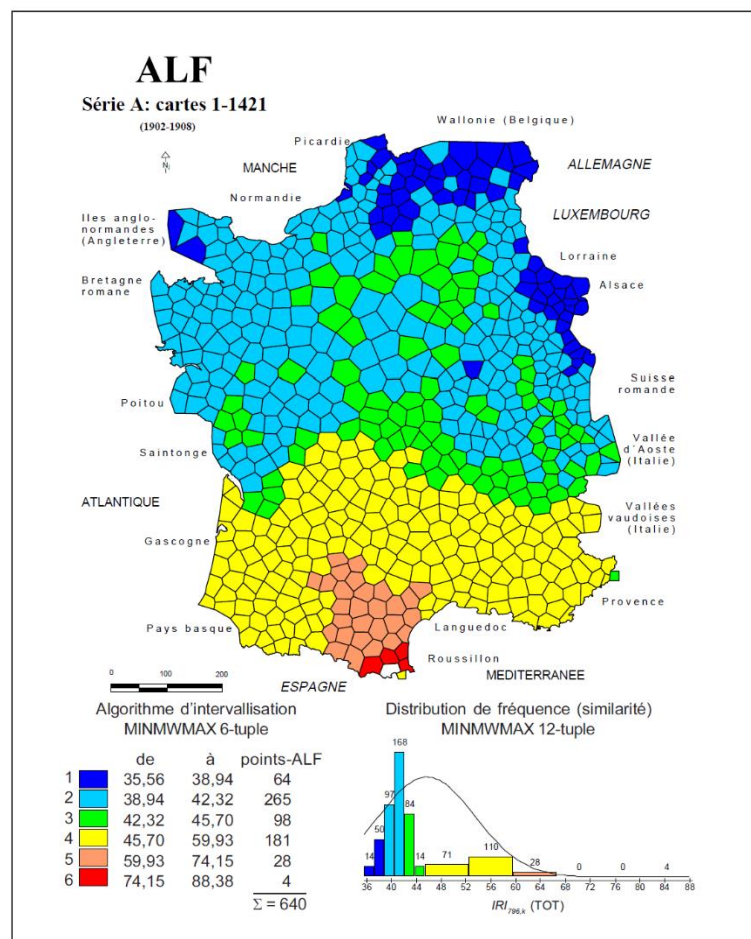 ALF
Série A: cartes 1-1421
(1902-1908)
N
Wallonie (Belgique)
Picardie
MANCHE
ALLEMAGNE
Normandie
LUXEMBOURG
Iles anglo-
normandes
(Angleterre)
Lorraine
Alsace
Bretagne
romane
Suisse
romande
Poitou
Vallée
d'Aoste
(Italie)
Saintonge
ATLANTIQUE
Vallées
vaudoises
(Italie)
Gascogne
Provence
Pays basque
Languedoc
Roussillon
MEDITERRANEE
ESPAGNE
0 100 200
Algorithme d'intervallisation
MINMWMAX 6-tuple
de à points-ALF
1 35,56 38,94 64
2 38,94 42,32 265
3 42,32 45,70 98
4 45,70 59,93 181
5 59,93 74,15 28
6 74,15 88,38 4
Σ = 640
Distribution de fréquence (similarité)
MINMWMAX 12-tuple
168
97
84
50
110
71
14 14 28 0 0 4
36 40 44 48 52 56 60 64 68 72 76 80 84 88
IRI796,k (TOT)